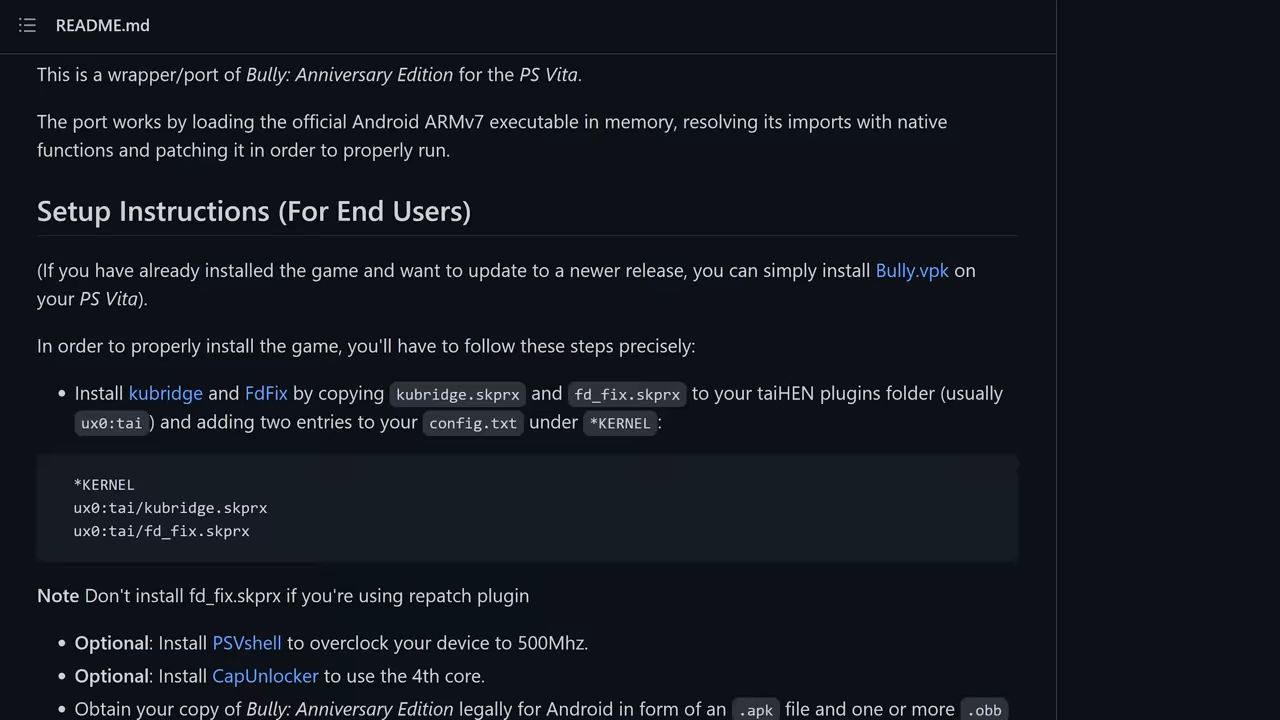 README.md
This is a wrapper/port of Bully: Anniversary Edition for the PS Vita.
The port works by loading the official Android ARMv7 executable in memory, resolving its imports with native
functions and patching it in order to properly run.
Setup Instructions (For End Users)
(If you have already installed the game and want to update to a newer release, you can simply install Bully.vpk on
your PS Vita).
In order to properly install the game, you'll have to follow these steps precisely:
• Install kubridge and FdFix by copying kubridge.skprx and fd_fix.skprx to your taiHEN plugins folder (usually
ux0:tai) and adding two entries to your config.txt under *KERNEL:
*KERNEL
ux0:tai/kubridge.skprx
ux0:tai/fd_fix.skprx
Note Don't install fd_fix.skprx if you're using repatch plugin
• Optional: Install PSVshell to overclock your device to 500Mhz.
• Optional: Install CapUnlocker to use the 4th core.
• Obtain your copy of Bully: Anniversary Edition legally for Android in form of an .apk file and one or more .obb